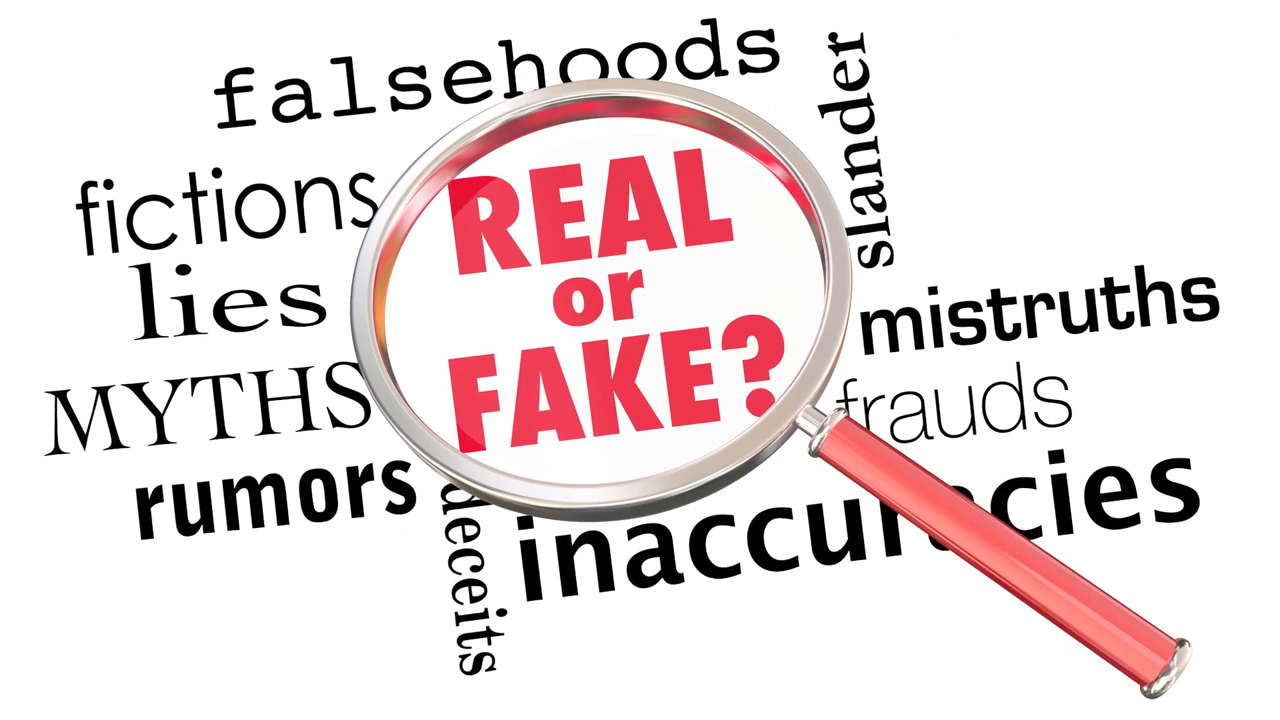 falsehoods
slander
fictions
REAL
or
FAKE?
lies
mistruths
MYTHS
frauds
rumors
inaccuracies
deceits